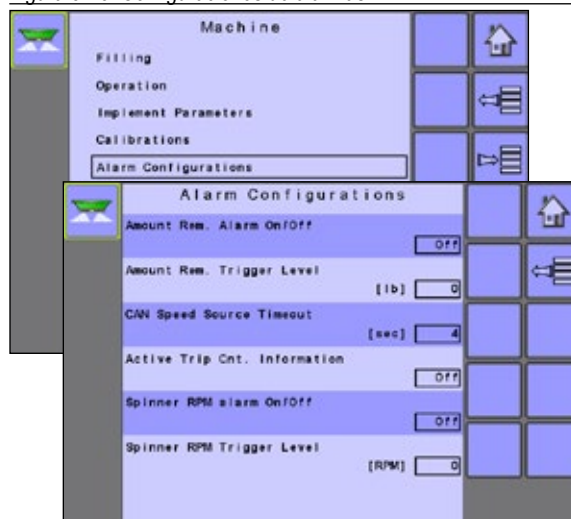 Machine
Filling
Operation
Implement Parameters
Calibrations
Alarm Configurations
Alarm Configurations
Amount Rem. Alarm On/Off
Off
Amount Rem. Trigger Level
[lb] 0
CAN Speed Source Timeout
[sec] 4
Active Trip Cnt. Information
Off
Spinner RPM alarm On/Off
Off
Spinner RPM Trigger Level
[RPM] 0